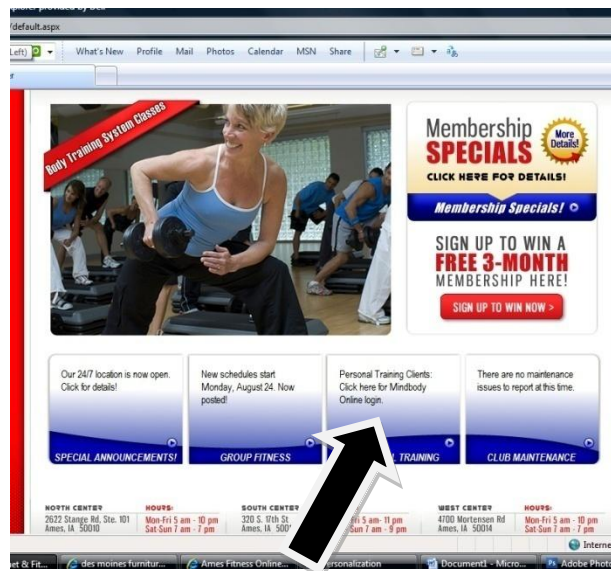 /default.aspx
What's New Profile Mail Photos Calendar MSN Share
Body Training System Classes
Membership
SPECIALS
More
Details!
CLICK HERE FOR DETAILS!
Membership Specials!
SIGN UP TO WIN A
FREE 3-MONTH
MEMBERSHIP HERE!
SIGN UP TO WIN NOW >
Our 24/7 location is now open.
Click for details!
SPECIAL ANNOUNCEMENTS!
New schedules start
Monday, August 24. Now
posted!
GROUP FITNESS
Personal Training Clients:
Click here for Mindbody
Online login.
TRAINING
There are no maintenance
issues to report at this time.
CLUB MAINTENANCE
NORTH CENTER
2622 Stange Rd, Ste. 101
Ames, IA 50010
HOURS:
Mon-Fri 5 am - 10 pm
Sat-Sun 7 am - 7 pm
SOUTH CENTER
320 S. 17th St
Ames, IA
5 am- 11 pm
7 am - 9 pm
WEST CENTER
4700 Mortensen Rd
Ames, IA 50014
HOURS:
Mon-Fri 5 am - 10 pm
Sat-Sun 7 am - 7 pm
et & Fit...
des moines furnitur...
Ames Fitness Online...
Document1 - Micro...
Adobe Phot